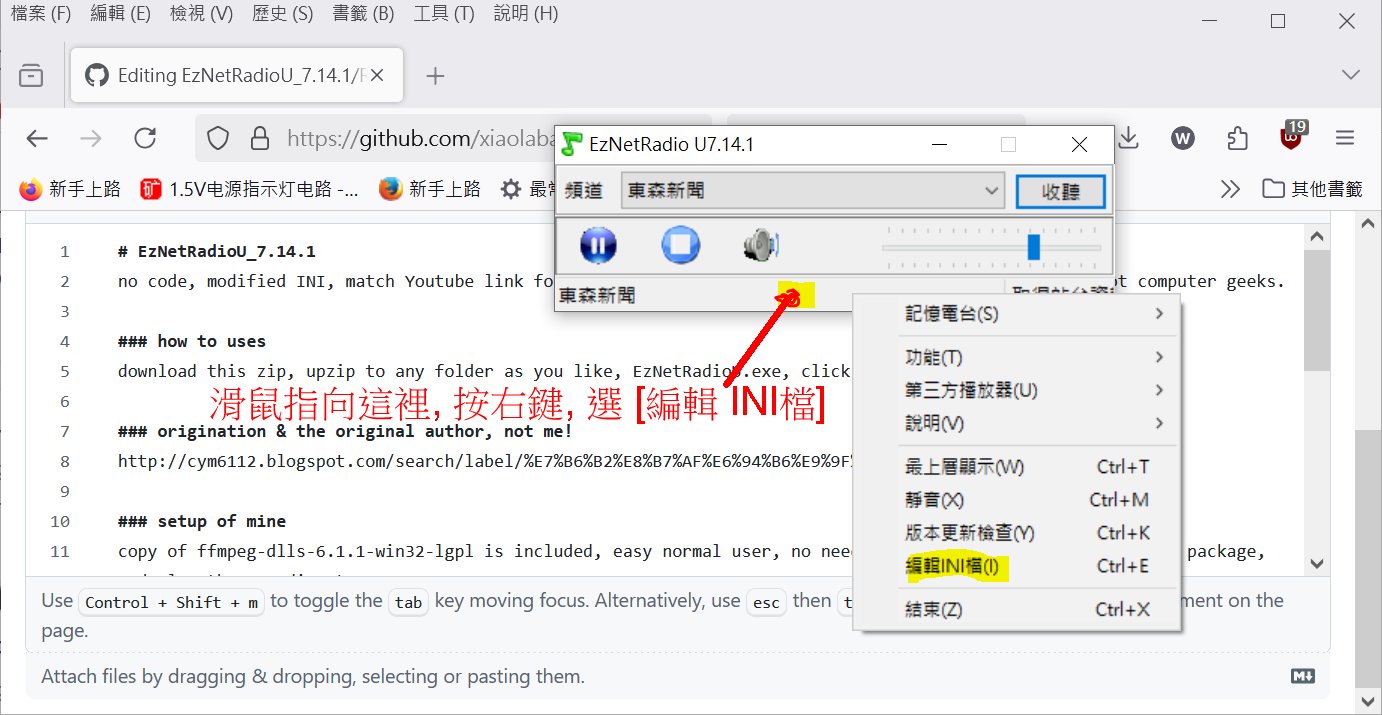 檔案 (F) 編輯 (E) 檢視 (V) 歷史 (S) 書籤 (B) 工具 (T) 說明 (H)
Editing EzNetRadioU_7.14.1/
https://github.com/xiaolaba
19
新手上路 1.5V电源指示灯电路 -... 新手上路 其他書籤
EzNetRadio U7.14.1
頻道 東森新聞 收聽
東森新聞
1 # EzNetRadioU_7.14.1
2 no code, modified INI, match Youtube link fo
t computer geeks.
3
4 ### how to uses
5 download this zip, upzip to any folder as you like, EzNetRadioU.exe, click
6
滑鼠指向這裡, 按右鍵, 選 [編輯 INI檔]
7 ### origination & the original author, not me!
8 http://cym6112.blogspot.com/search/label/%E7%B6%B2%E8%B7%AF%E6%94%B6%E9%9F%
9
10 ### setup of mine
11 copy of ffmpeg-dlls-6.1.1-win32-lgpl is included, easy normal user, no nee
package,
記憶電台(S)
功能(T)
第三方播放器(U)
說明(V)
最上層顯示(W) Ctrl+T
靜音(X) Ctrl+M
版本更新檢查(Y) Ctrl+K
編輯INI檔(I) Ctrl+E
結束(Z) Ctrl+X
Use Control + Shift + m to toggle the tab key moving focus. Alternatively, use esc then
ment on the
page.
Attach files by dragging & dropping, selecting or pasting them.